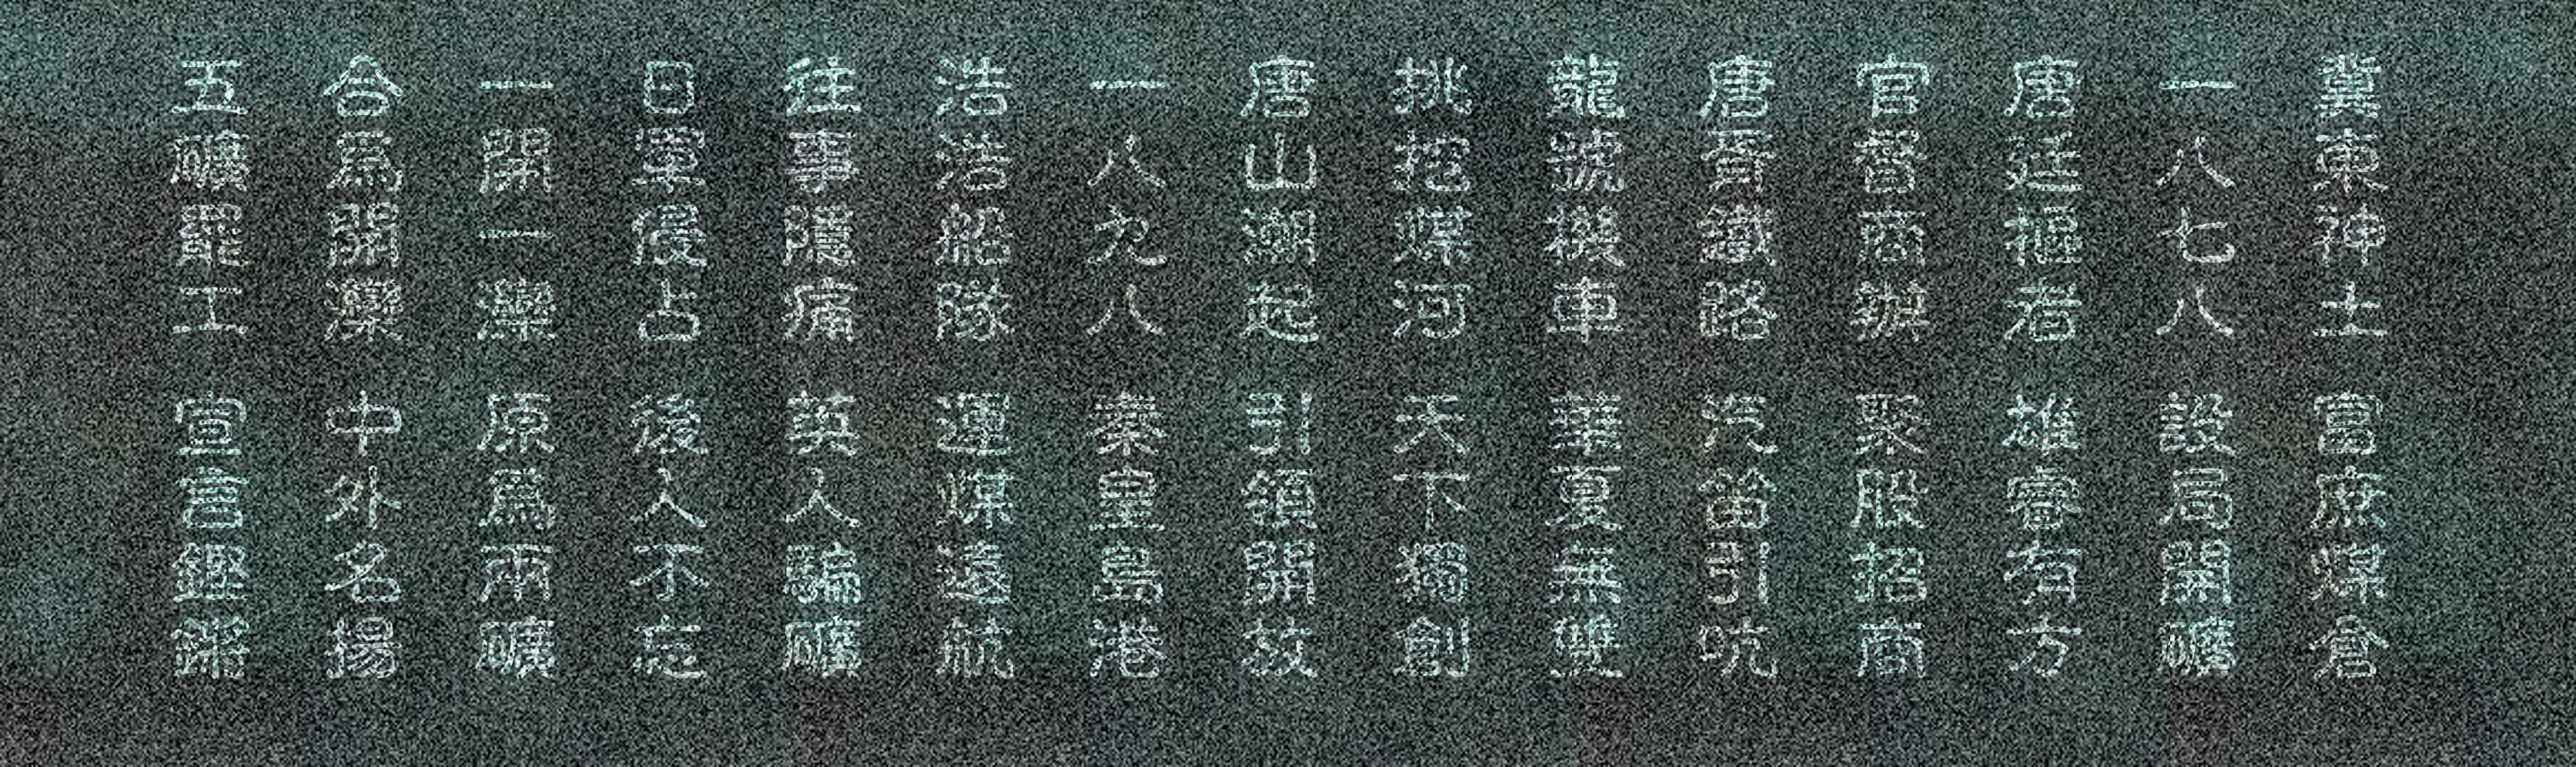 冀東神土 富庶煤倉
一八七八 設局開礦
唐廷樞者 雄睿有方
官督商辦 聚股招商
唐胥鐵路 汽笛引吭
龍號機車 華夏無雙
挑挖煤河 天下獨創
唐山潮起 引領開放
一八九八 秦皇島港
浩浩船隊 運煤遠航
往事隱痛 英人騙礦
日軍侵占 後人不忘
一開一灤 原爲兩礦
合爲開灤 中外名揚
五礦罷工 宣言鏗鏘